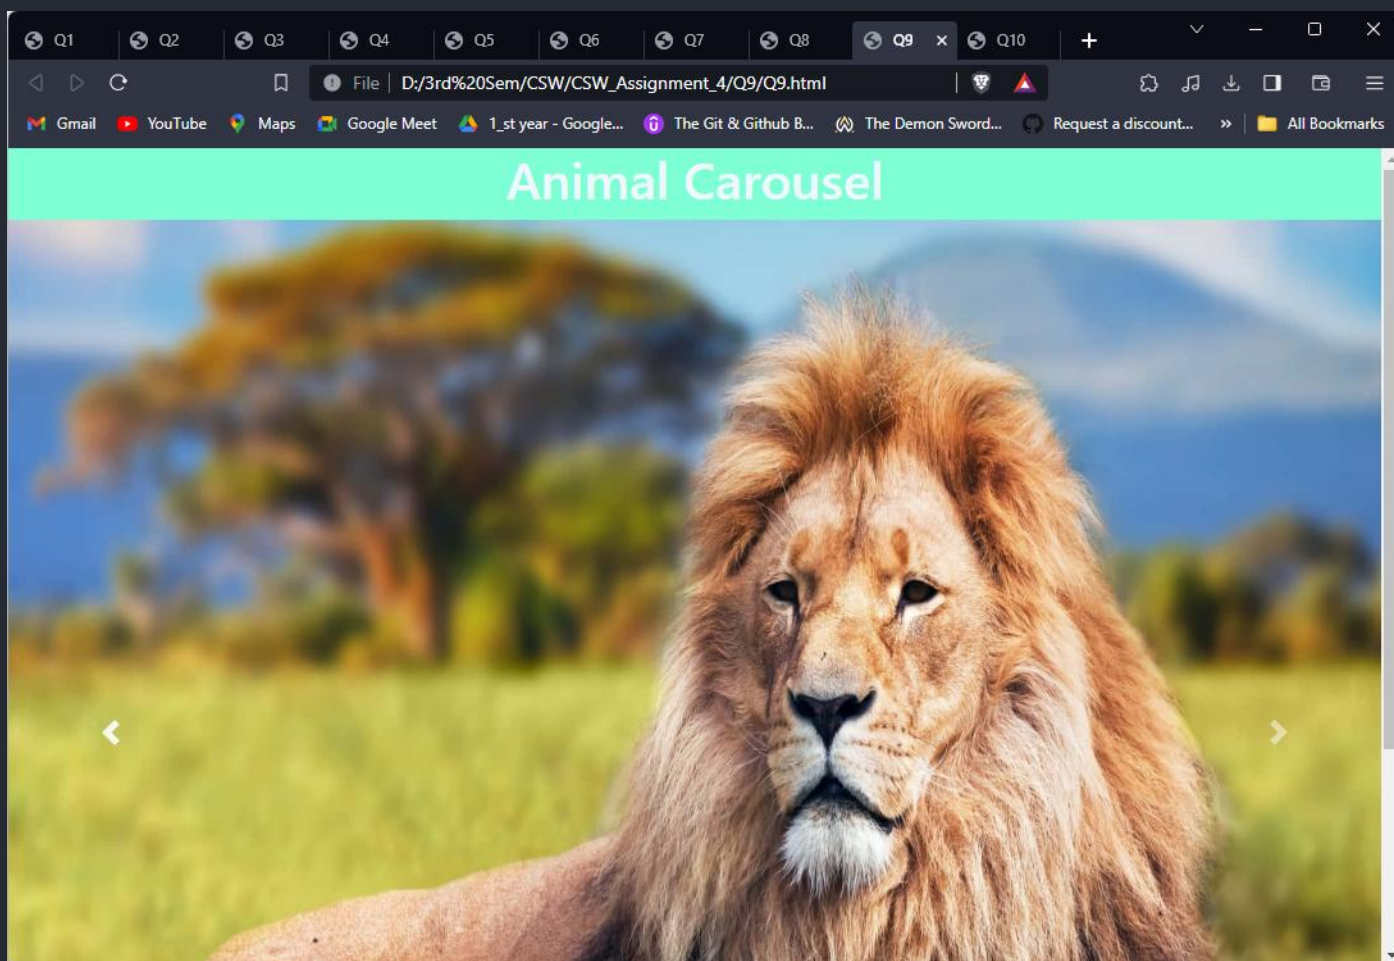 Q1 Q2 Q3 Q4 Q5 Q6 Q7 Q8 Q9 Q10
File D:/3rd%20Sem/CSW/CSW_Assignment_4/Q9/Q9.html
Gmail YouTube Maps Google Meet 1_st year - Google... The Git & Github B... The Demon Sword... Request a discount... » All Bookmarks
Animal Carousel